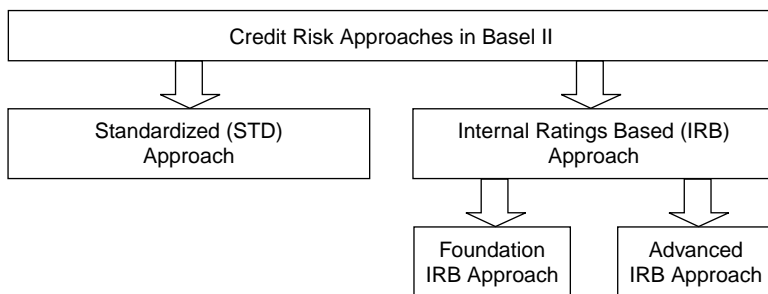 Credit Risk Approaches in Basel II
Standardized (STD)
Approach
Internal Ratings Based (IRB)
Approach
Foundation
IRB Approach
Advanced
IRB Approach